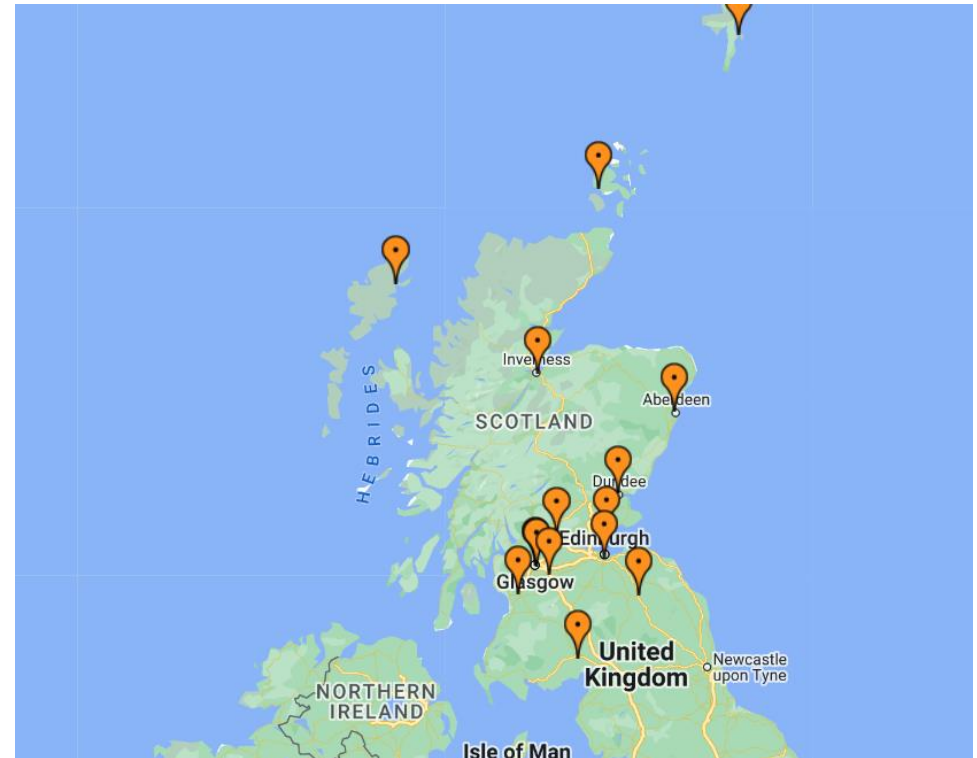 Inverness
Aberdeen
SCOTLAND
HEBRIDES
Dundee
Edinburgh
Glasgow
United
Kingdom
Newcastle
upon Tyne
NORTHERN
IRELAND
Isle of Man